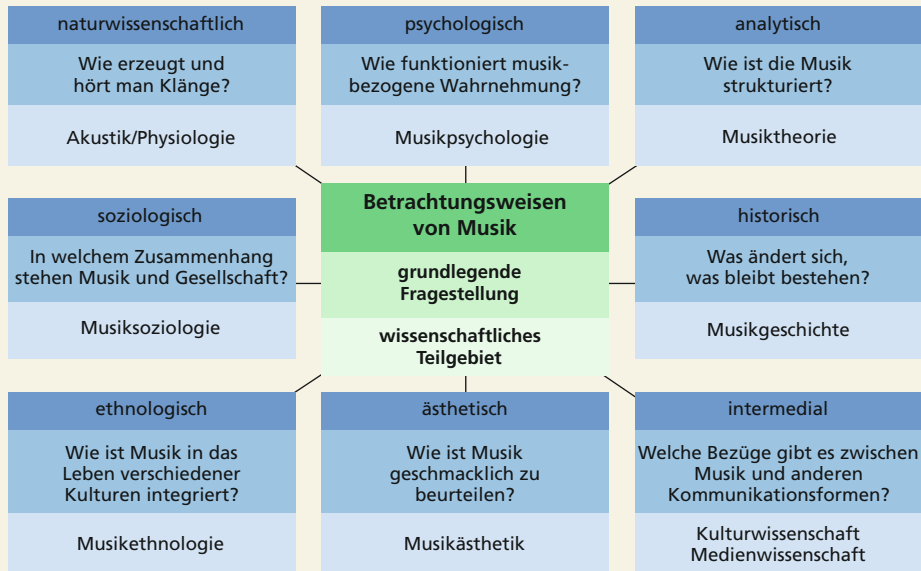 naturwissenschaftlich
Wie erzeugt und
hört man Klänge?
Akustik/Physiologie
psychologisch
Wie funktioniert musik-
bezogene Wahrnehmung?
Musikpsychologie
analytisch
Wie ist die Musik
strukturiert?
Musiktheorie
soziologisch
In welchem Zusammenhang
stehen Musik und Gesellschaft?
Musiksoziologie
Betrachtungsweisen
von Musik
grundlegende
Fragestellung
wissenschaftliches
Teilgebiet
historisch
Was ändert sich,
was bleibt bestehen?
Musikgeschichte
ethnologisch
Wie ist Musik in das
Leben verschiedener
Kulturen integriert?
Musikethnologie
ästhetisch
Wie ist Musik
geschmacklich zu
beurteilen?
Musikästhetik
intermedial
Welche Bezüge gibt es zwischen
Musik und anderen
Kommunikationsformen?
Kulturwissenschaft
Medienwissenschaft